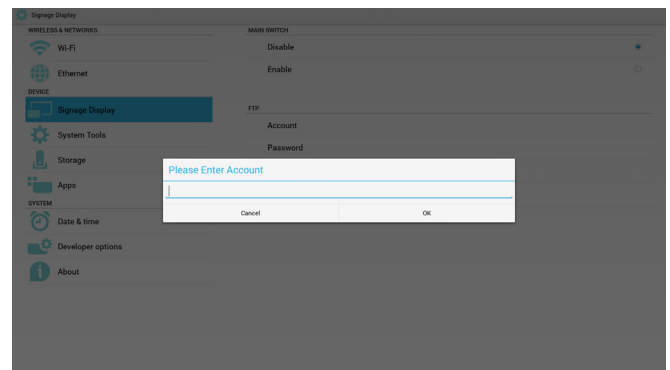 Signage Display
WIRELESS & NETWORKS
Wi-Fi
Ethernet
DEVICE
Signage Display
System Tools
Storage
Apps
SYSTEM
Date & time
Developer options
About
MAIN SWITCH
Disable
Enable
FTP
Account
Password
Please Enter Account
Cancel
OK